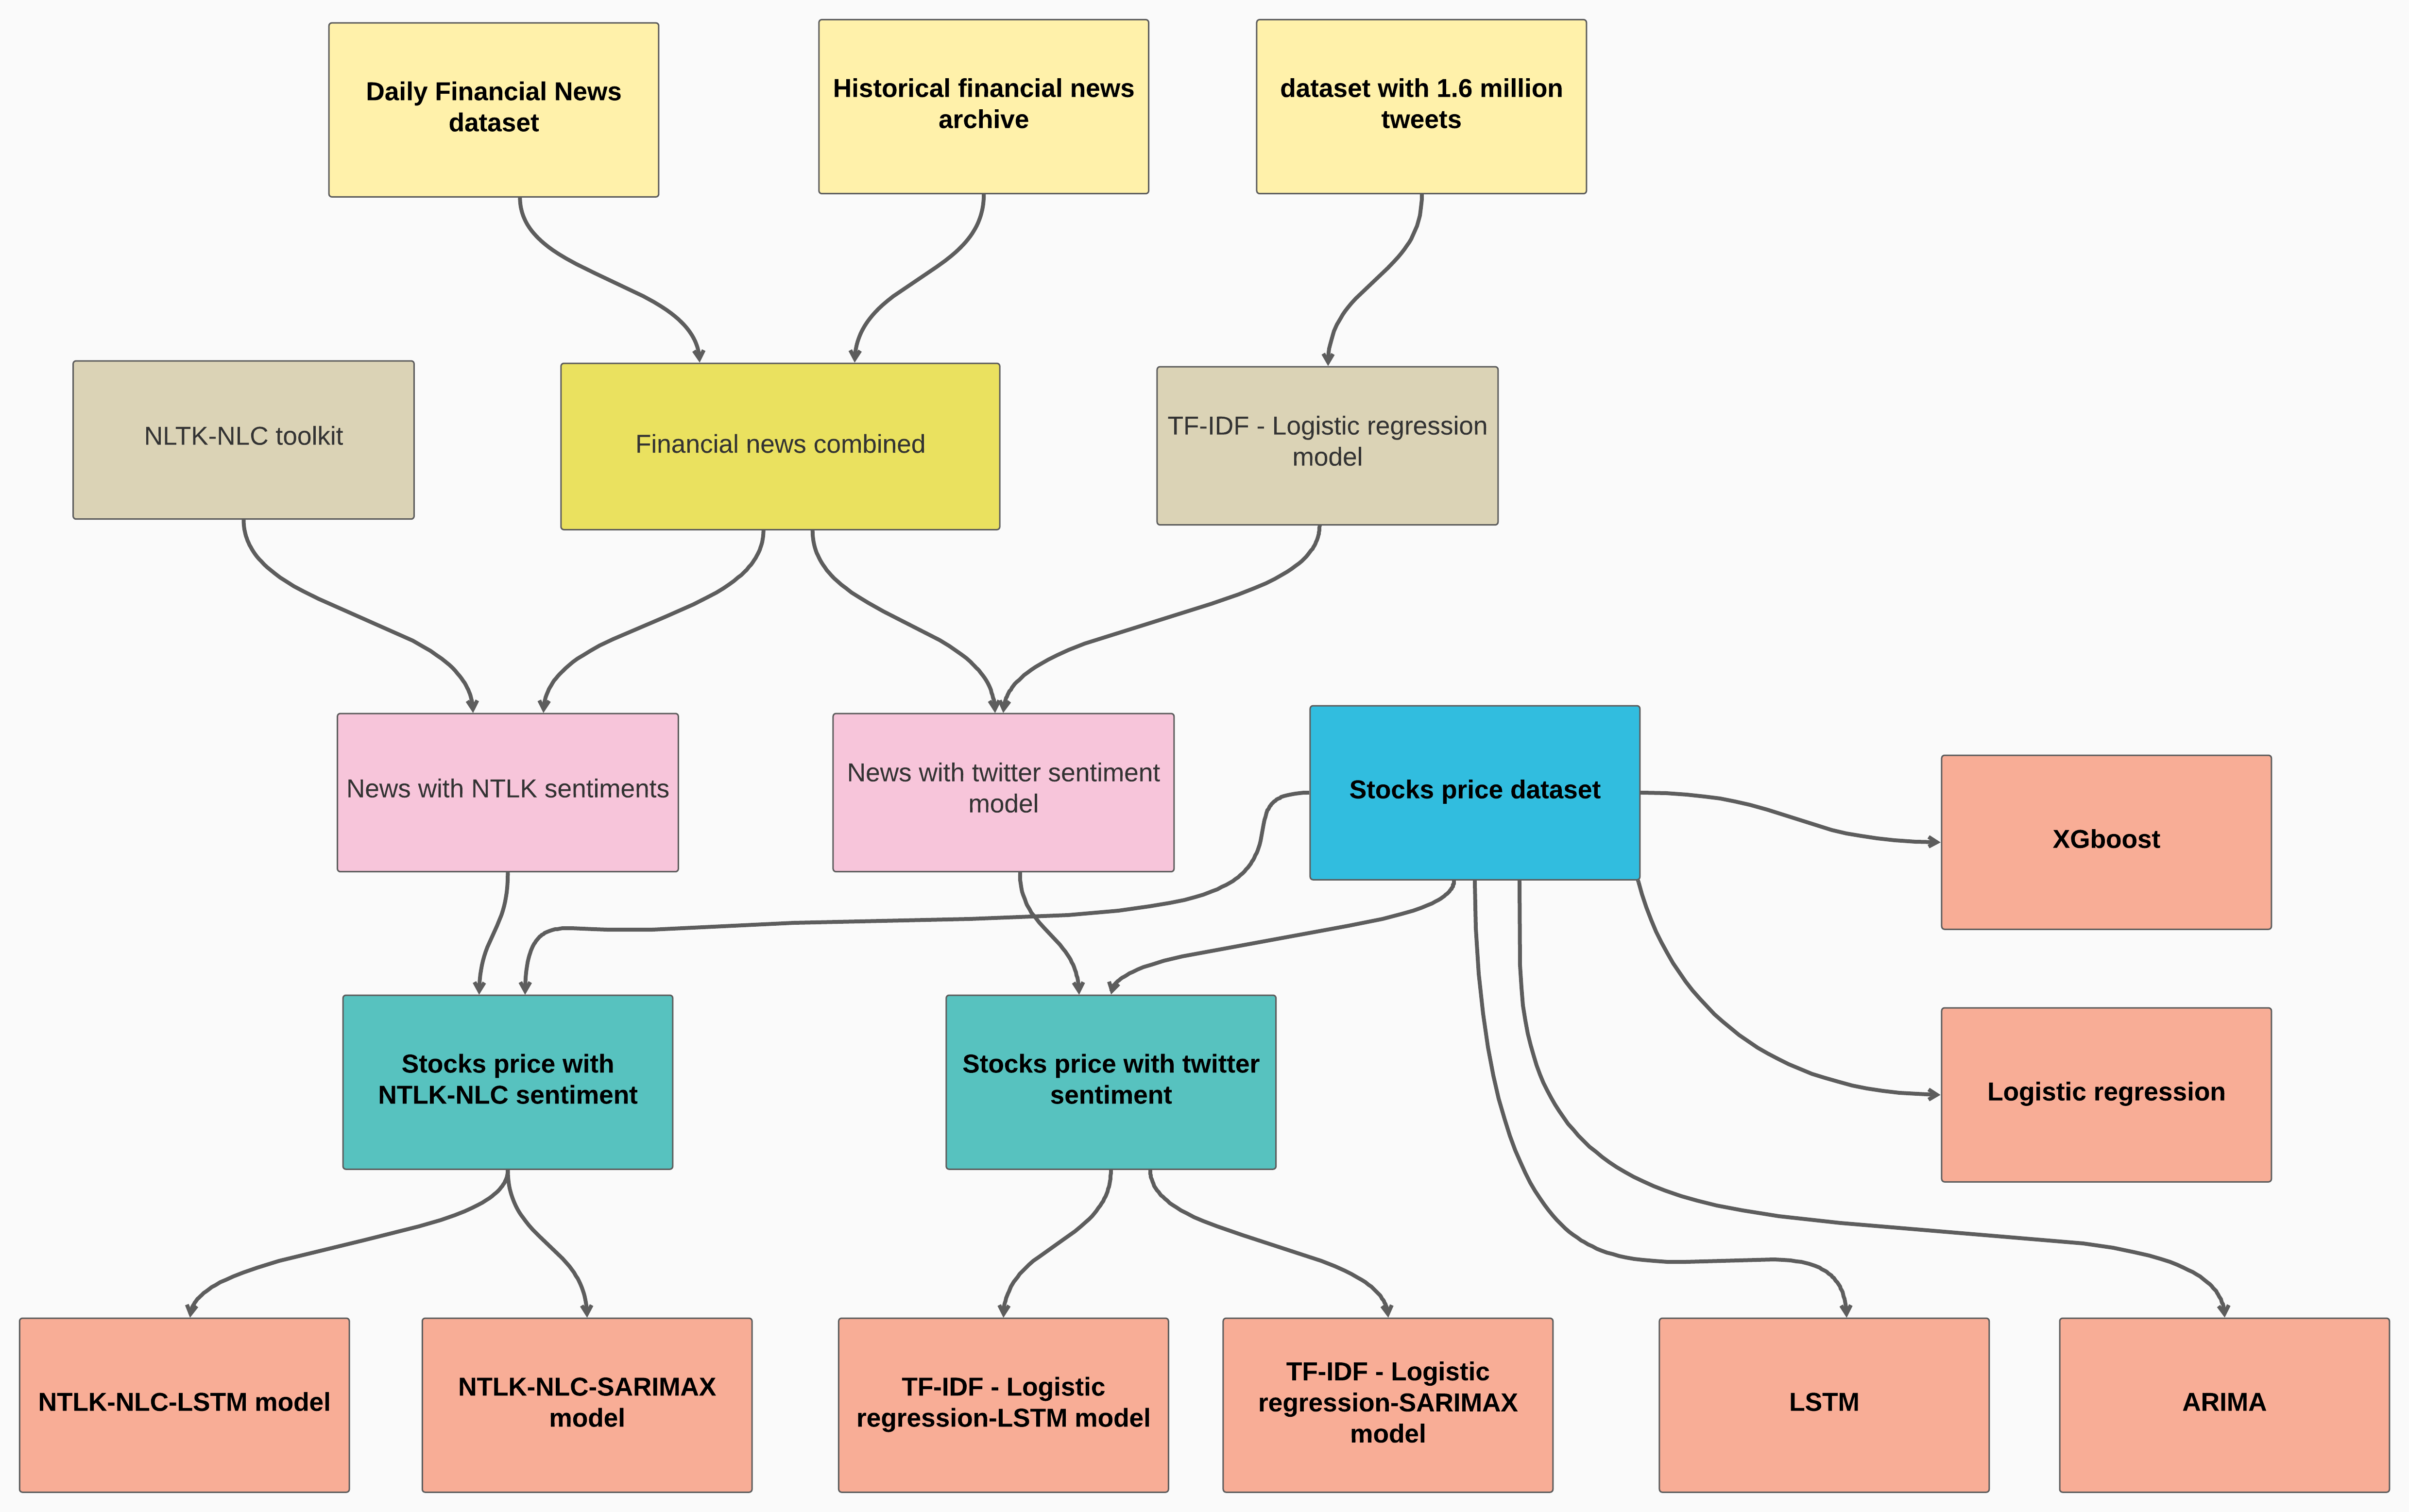 Daily Financial News
dataset
Historical financial news
archive
dataset with 1.6 million
tweets
NLTK-NLC toolkit
Financial news combined
TF-IDF - Logistic regression
model
News with NTLK sentiments
News with twitter sentiment
model
Stocks price dataset
XGboost
Stocks price with
NTLK-NLC sentiment
Stocks price with twitter
sentiment
Logistic regression
NTLK-NLC-LSTM model
NTLK-NLC-SARIMAX
model
TF-IDF - Logistic
regression-LSTM model
TF-IDF - Logistic
regression-SARIMAX
model
LSTM
ARIMA